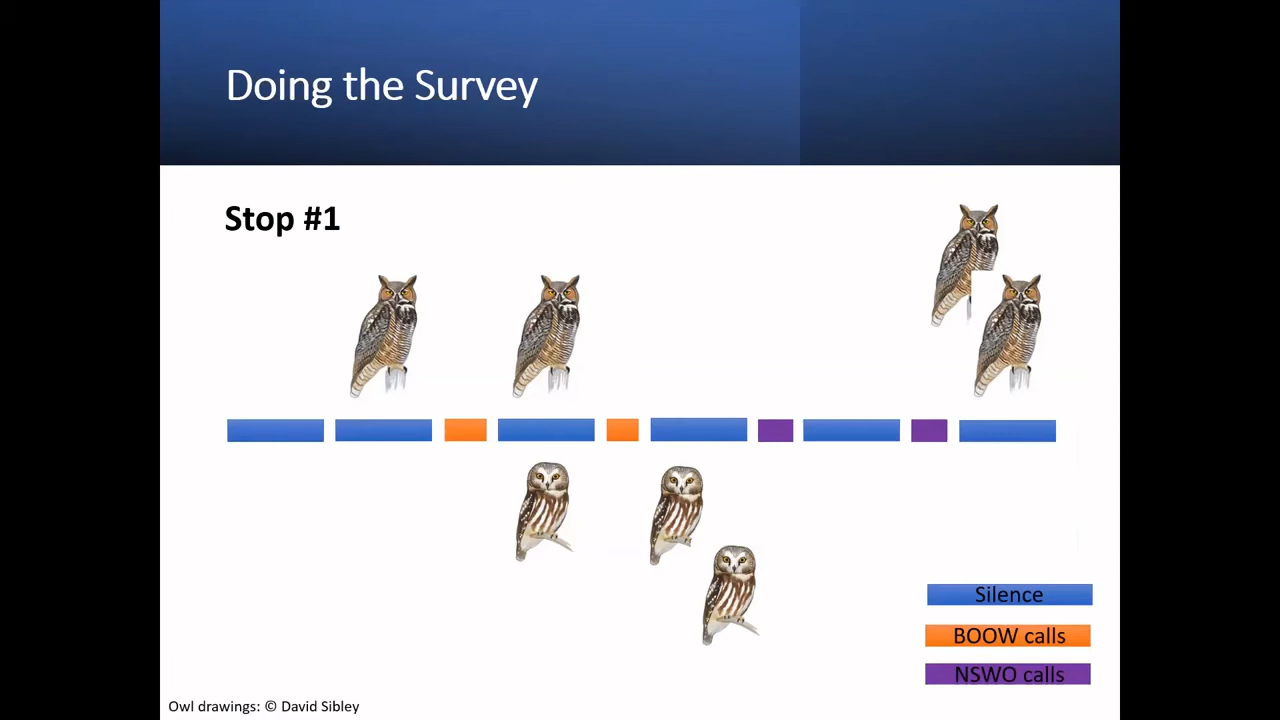 Doing the Survey
Stop #1
Silence
BOOW calls
NSWO calls
Owl drawings: © David Sibley